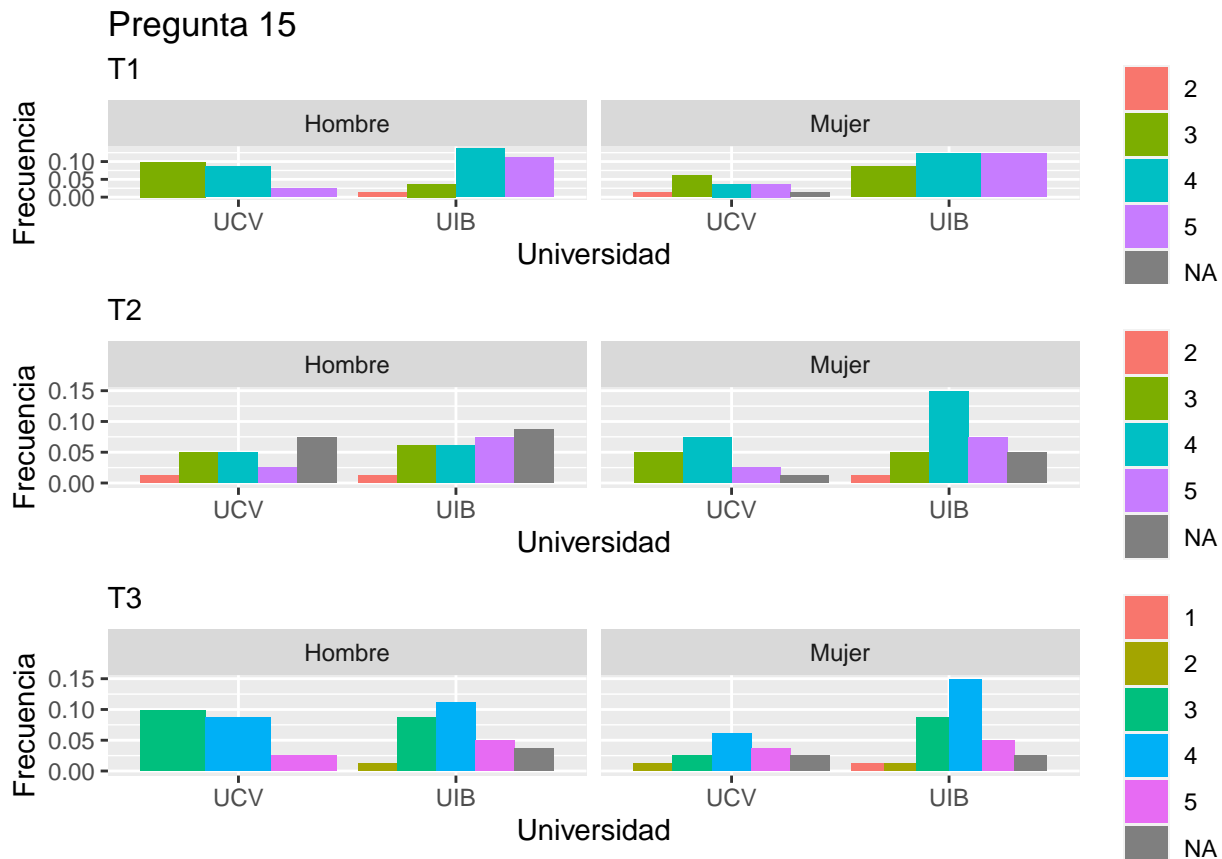 Pregunta 15
T1
Hombre
Mujer
Frecuencia
0.10
0.05
0.00
UCV
UIB
UCV
UIB
Universidad
2
3
4
5
NA
T2
Hombre
Mujer
Frecuencia
0.15
0.10
0.05
0.00
UCV
UIB
UCV
UIB
Universidad
2
3
4
5
NA
T3
Hombre
Mujer
Frecuencia
0.15
0.10
0.05
0.00
UCV
UIB
UCV
UIB
Universidad
1
2
3
4
5
NA